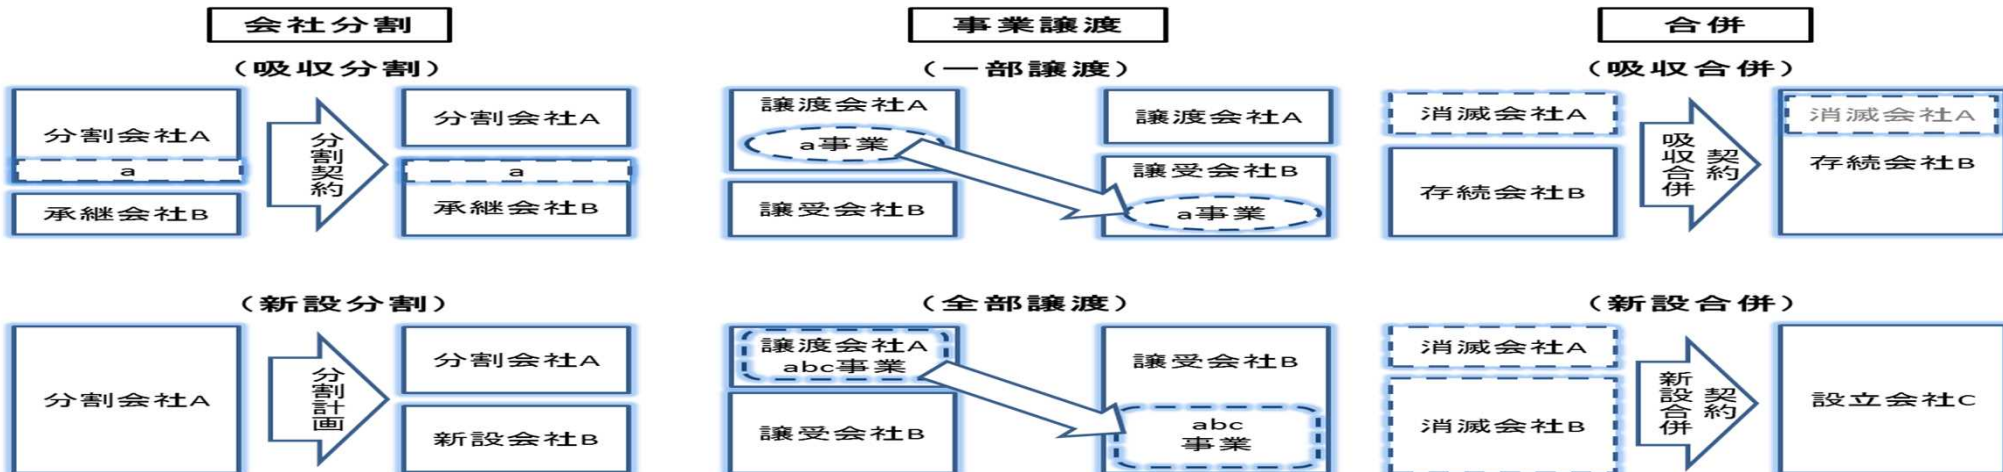 会社分割
(吸収分割)
分割会社A
a
承継会社B
分割契約
分割会社A
a
承継会社B
(新設分割)
分割会社A
分割計画
分割会社A
新設会社B
事業譲渡
(一部譲渡)
譲渡会社A
a事業
譲受会社B
譲渡会社A
譲受会社B
a事業
(全部譲渡)
譲渡会社A
abc事業
譲受会社B
譲受会社B
abc
事業
合併
(吸収合併)
消滅会社A
存続会社B
吸収合併
契約
消滅会社A
存続会社B
(新設合併)
消滅会社A
消滅会社B
新設合併
契約
設立会社C